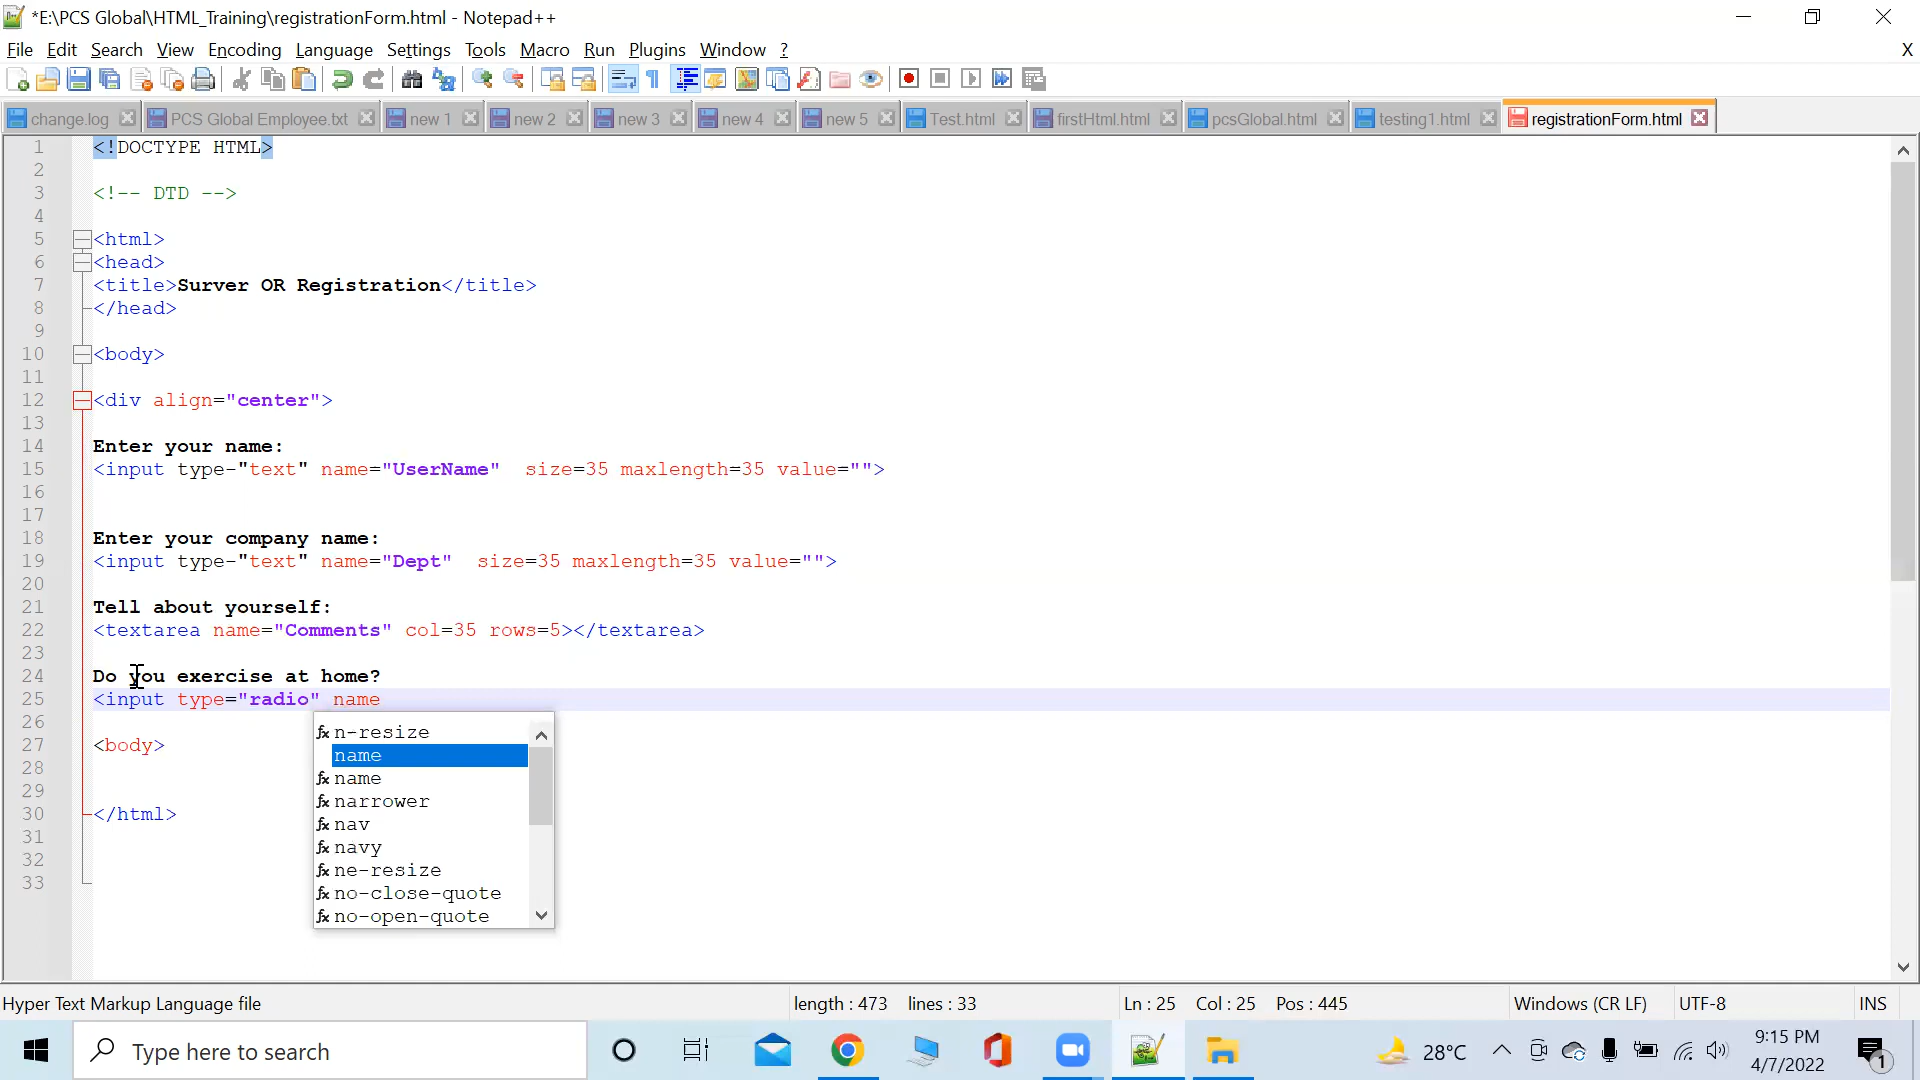 *E:\PCS Global\HTML_Training\registrationForm.html - Notepad++
File Edit Search View Encoding Language Settings Tools Macro Run Plugins Window ? X
change.log PCS Global Employee.txt new 1 new 2 new 3 new 4 new 5 Test.html firstHtml.html pcsGlobal.html testing1.html registrationForm.html
1 <!DOCTYPE HTML>
2
3 <!-- DTD -->
4
5 <html>
6 <head>
7 <title>Surver OR Registration</title>
8 </head>
9
10 <body>
11
12 <div align="center">
13
14 Enter your name:
15 <input type-"text" name="UserName"  size=35 maxlength=35 value="">
16
17
18 Enter your company name:
19 <input type-"text" name="Dept"  size=35 maxlength=35 value="">
20
21 Tell about yourself:
22 <textarea name="Comments" col=35 rows=5></textarea>
23
24 Do you exercise at home?
25 <input type="radio" name
26
27 <body>
28
29
30 </html>
31
32
33
n-resize
name
name
narrower
nav
navy
ne-resize
no-close-quote
no-open-quote
Hyper Text Markup Language file length : 473 lines : 33 Ln : 25 Col : 25 Pos : 445 Windows (CR LF) UTF-8 INS
Type here to search 28°C 9:15 PM
4/7/2022 1